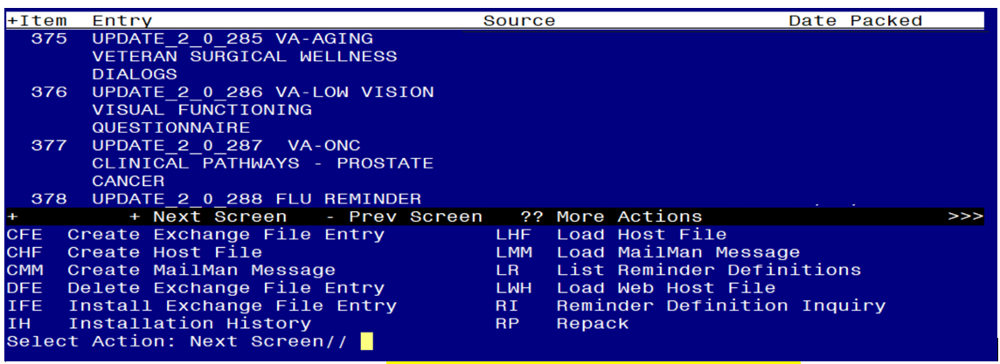 +Item  Entry                          Source                   Date Packed
  375  UPDATE_2_0_285 VA-AGING
       VETERAN SURGICAL WELLNESS
       DIALOGS
  376  UPDATE_2_0_286 VA-LOW VISION
       VISUAL FUNCTIONING
       QUESTIONNAIRE
  377  UPDATE_2_0_287  VA-ONC
       CLINICAL PATHWAYS - PROSTATE
       CANCER
  378  UPDATE_2_0_288 FLU REMINDER
+         + Next Screen   - Prev Screen   ?? More Actions                    >>>
CFE  Create Exchange File Entry         LHF  Load Host File
CHF  Create Host File                   LMM  Load MailMan Message
CMM  Create MailMan Message             LR   List Reminder Definitions
DFE  Delete Exchange File Entry         LWH  Load Web Host File
IFE  Install Exchange File Entry        RI   Reminder Definition Inquiry
IH   Installation History               RP   Repack
Select Action: Next Screen//